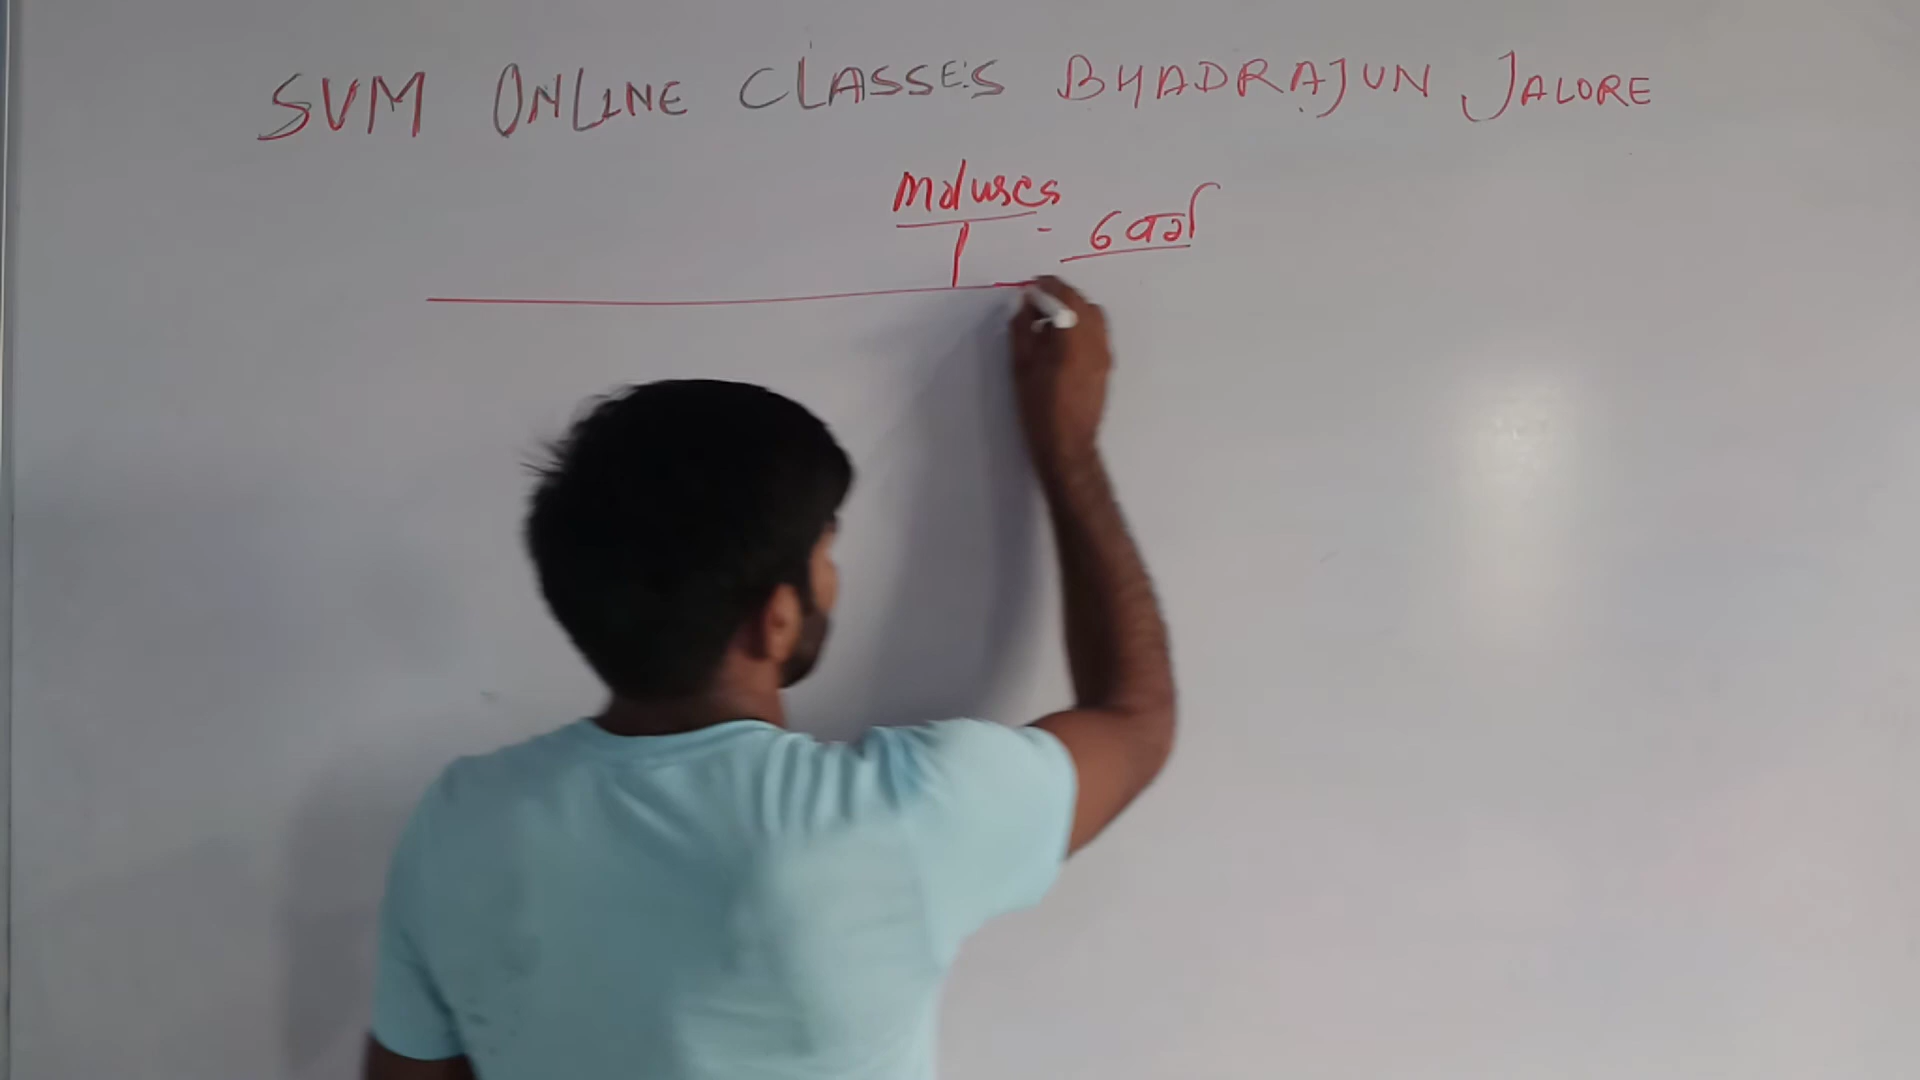 SVM ONLINE CLASSES BHADRAJUN JALORE
Moluses
- 6 वर्ग